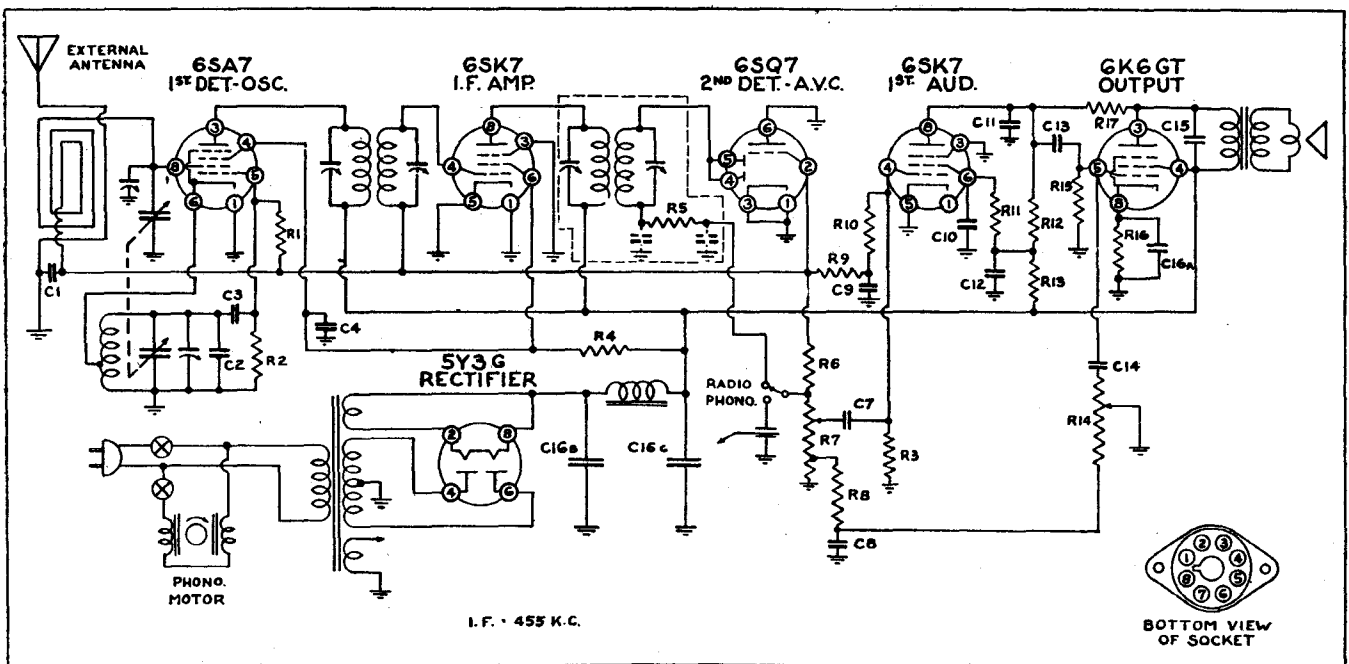 EXTERNAL
ANTENNA
6SA7
1ST. DET.-OSC.
6SK7
I.F. AMP.
6SQ7
2ND DET.-A.V.C.
6SK7
1ST. AUD.
6K6GT
OUTPUT
3
4
8
5
6
1
R1
8
3
4
6
5
1
R5
6
5
4
2
3
1
8
3
4
6
5
1
C11
C13
R17
3
5
4
8
C15
R10
C10
R11
R12
R15
R16
C16A
C1
R9
C9
C12
R13
C3
C2
R2
C4
R4
5Y3G
RECTIFIER
2
8
4
6
C16B
C16C
RADIO
PHONO.
R6
C7
R7
R3
R8
C8
C14
R14
PHONO.
MOTOR
I.F. · 455 K.C.
1
2
3
4
5
6
7
8
BOTTOM VIEW
OF SOCKET